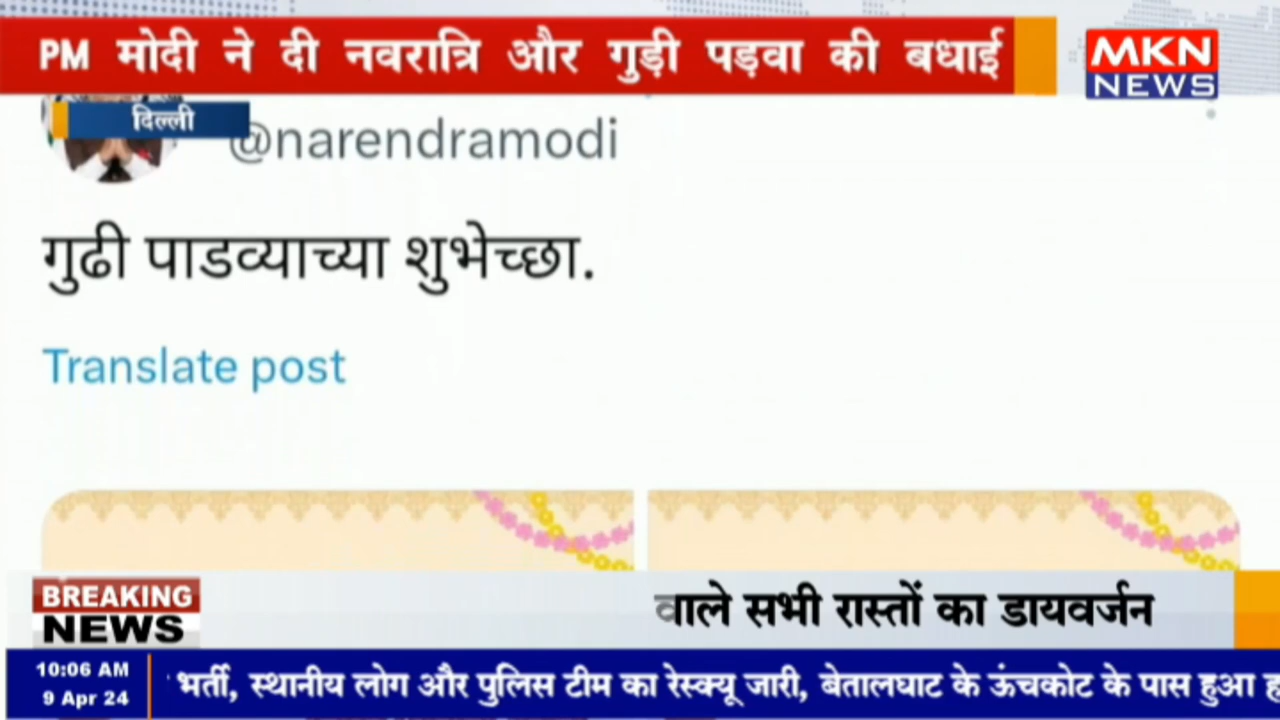 PM मोदी ने दी नवरात्रि और गुड़ी पड़वा की बधाई
MKN
NEWS
दिल्ली
@narendramodi
गुढी पाडव्याच्या शुभेच्छा.
Translate post
BREAKING
NEWS
वाले सभी रास्तों का डायवर्जन
10:06 AM
9 Apr 24
भर्ती, स्थानीय लोग और पुलिस टीम का रेस्क्यू जारी, बेतालघाट के ऊंचकोट के पास हुआ